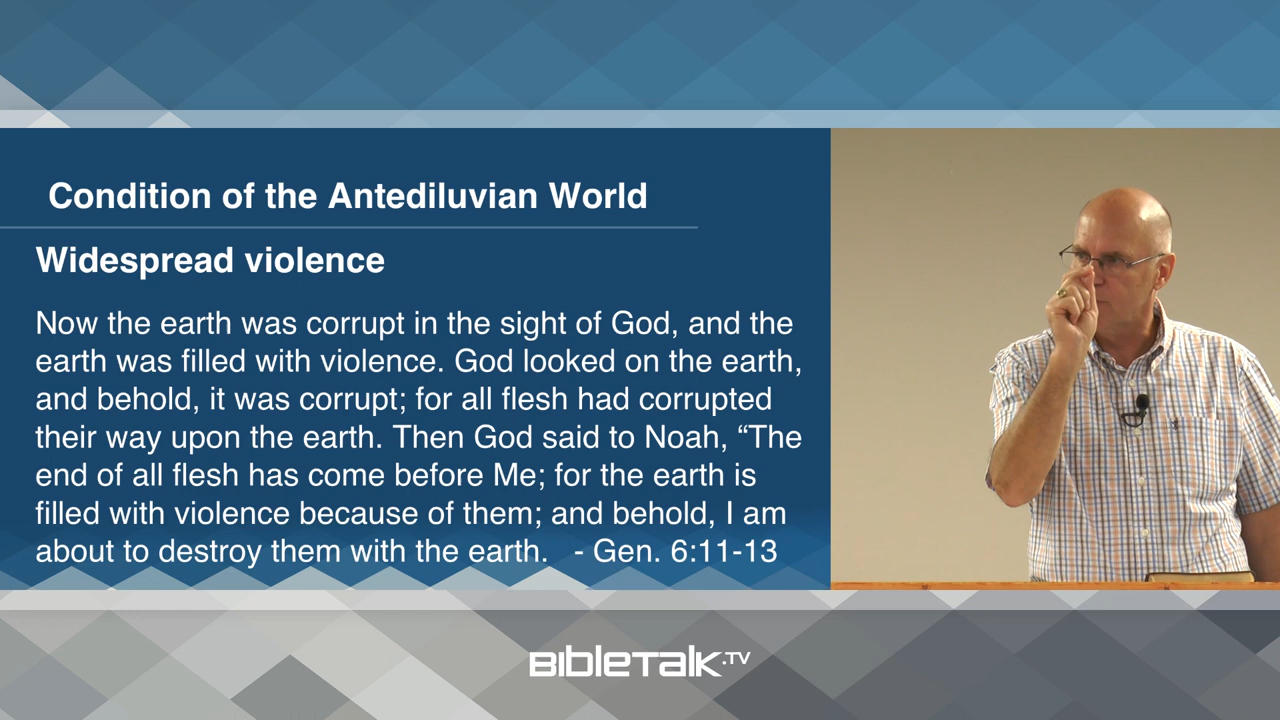 Condition of the Antediluvian World
Widespread violence
Now the earth was corrupt in the sight of God, and the
earth was filled with violence. God looked on the earth,
and behold, it was corrupt; for all flesh had corrupted
their way upon the earth. Then God said to Noah, “The
end of all flesh has come before Me; for the earth is
filled with violence because of them; and behold, I am
about to destroy them with the earth. - Gen. 6:11-13
BibleTalk.TV